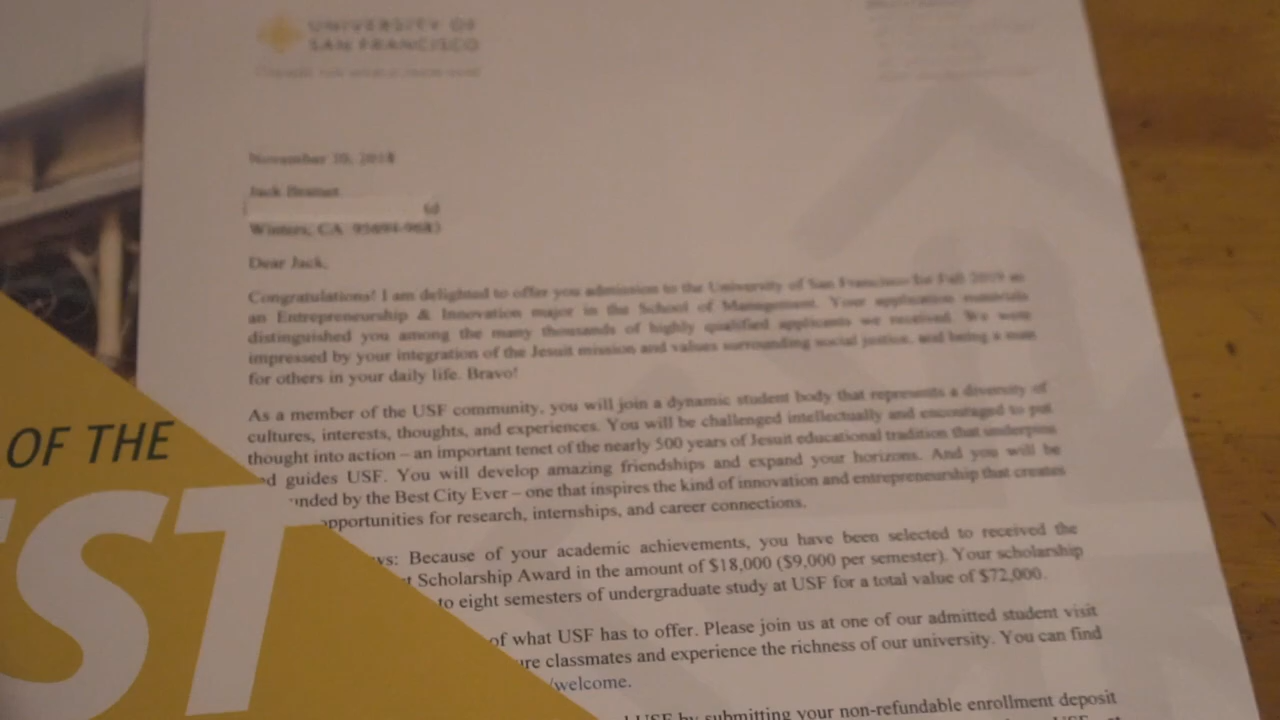 UNIVERSITY OF
SAN FRANCISCO
November 30, 2018
Jack
Winters, CA
Dear Jack,
Congratulations! I am delighted to offer you admission to the University of San Francisco for Fall 2019 as
an Entrepreneurship & Innovation major in the School of Management. Your application materials
distinguished you among the many thousands of highly qualified applicants we received. We were
impressed by your integration of the Jesuit mission and values surrounding social justice, and being a man
for others in your daily life. Bravo!
As a member of the USF community, you will join a dynamic student body that represents a diversity of
cultures, interests, thoughts, and experiences. You will be challenged intellectually and encouraged to put
thought into action – an important tenet of the nearly 500 years of Jesuit educational tradition that underpins
guides USF. You will develop amazing friendships and expand your horizons. And you will be
unded by the Best City Ever – one that inspires the kind of innovation and entrepreneurship that creates
opportunities for research, internships, and career connections.
ws: Because of your academic achievements, you have been selected to received the
t Scholarship Award in the amount of $18,000 ($9,000 per semester). Your scholarship
to eight semesters of undergraduate study at USF for a total value of $72,000.
of what USF has to offer. Please join us at one of our admitted student visit
ure classmates and experience the richness of our university. You can find
/welcome.
USF by submitting your non-refundable enrollment deposit
OF THE
ST